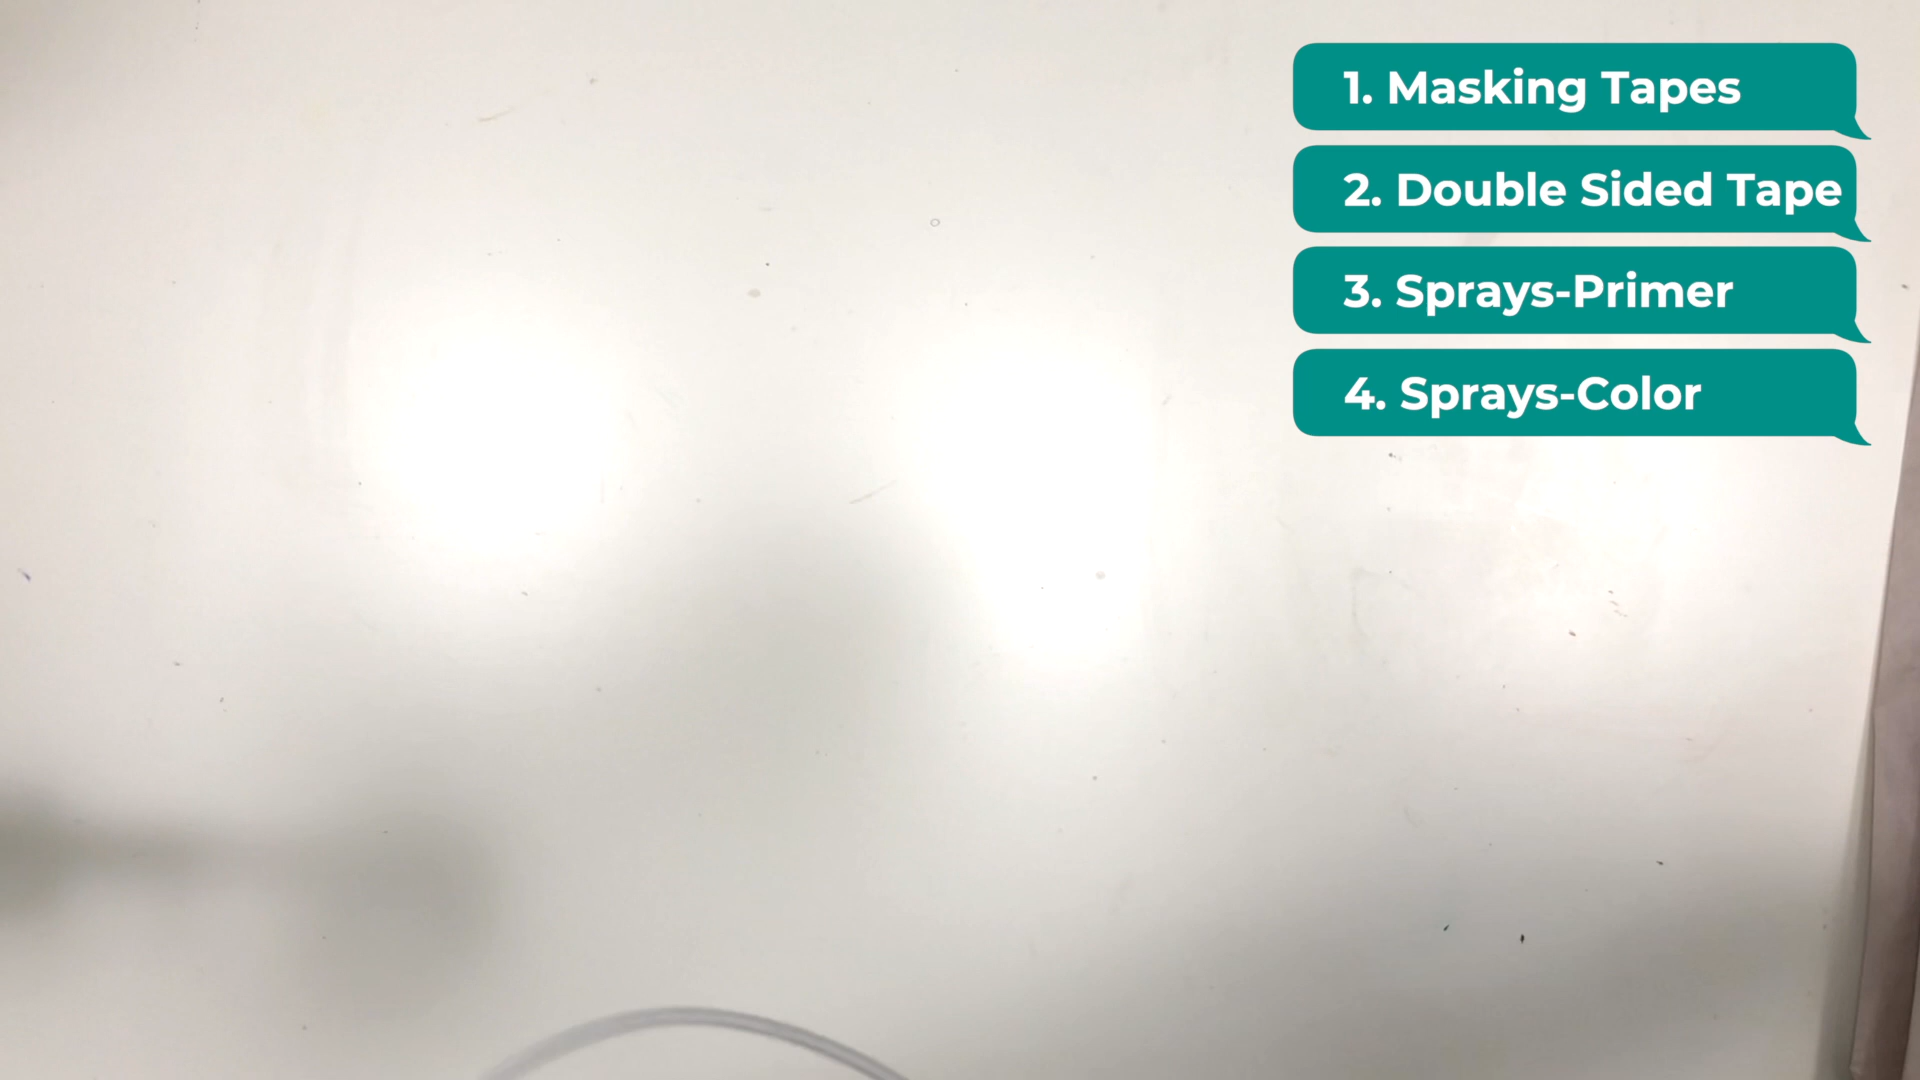 1. Masking Tapes
2. Double Sided Tape
3. Sprays-Primer
4. Sprays-Color